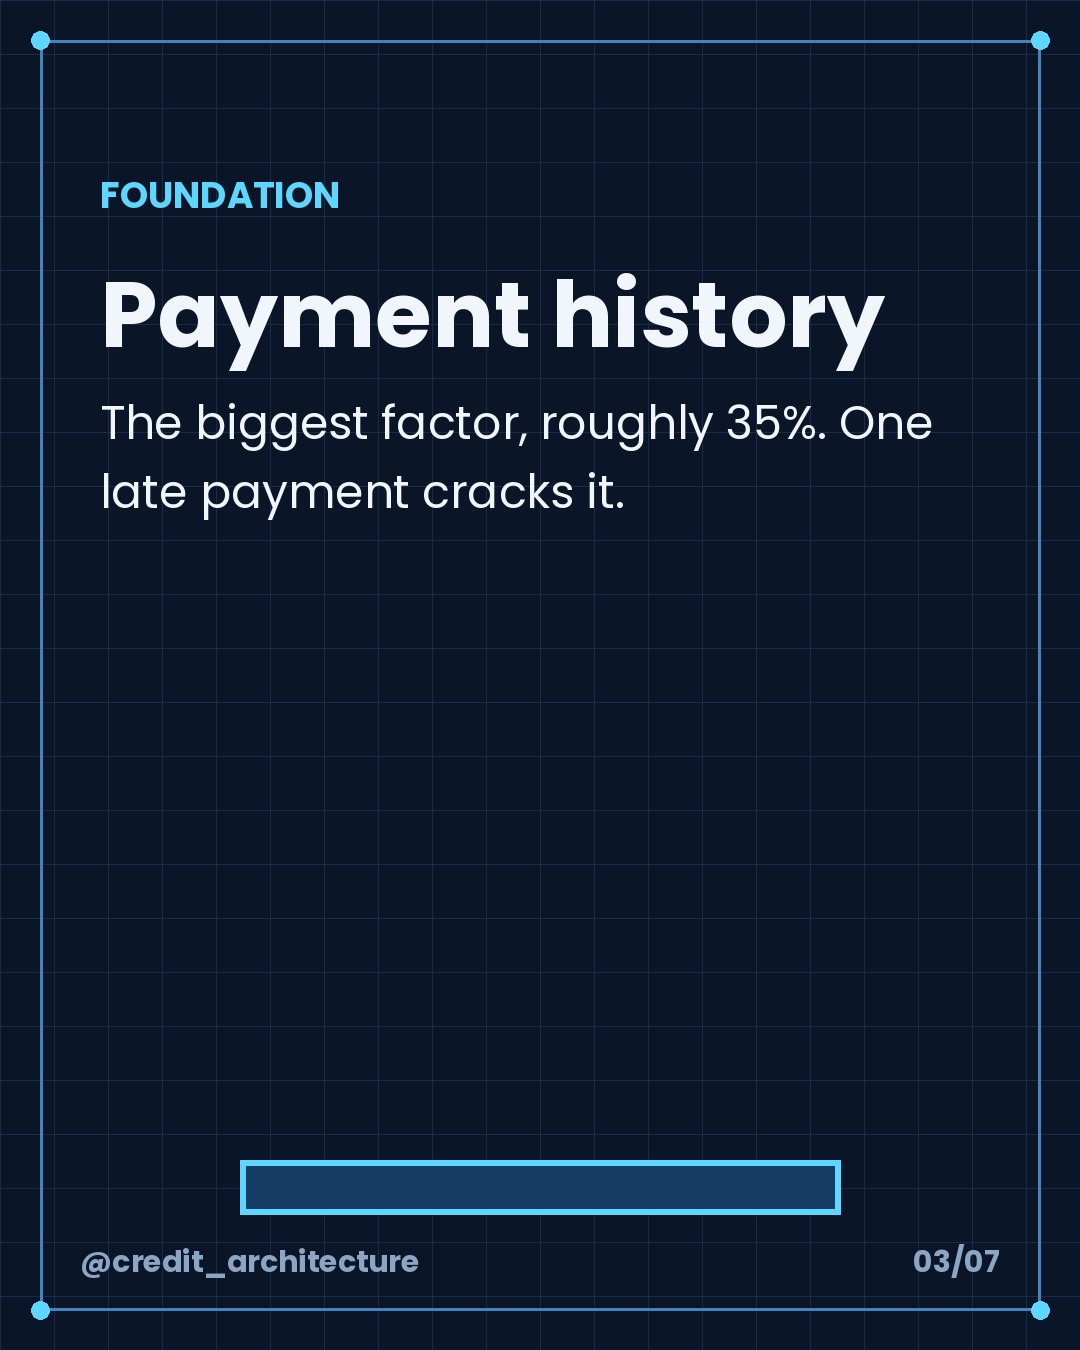 FOUNDATION
Payment history
The biggest factor, roughly 35%. One
late payment cracks it.
@credit_architecture
03/07